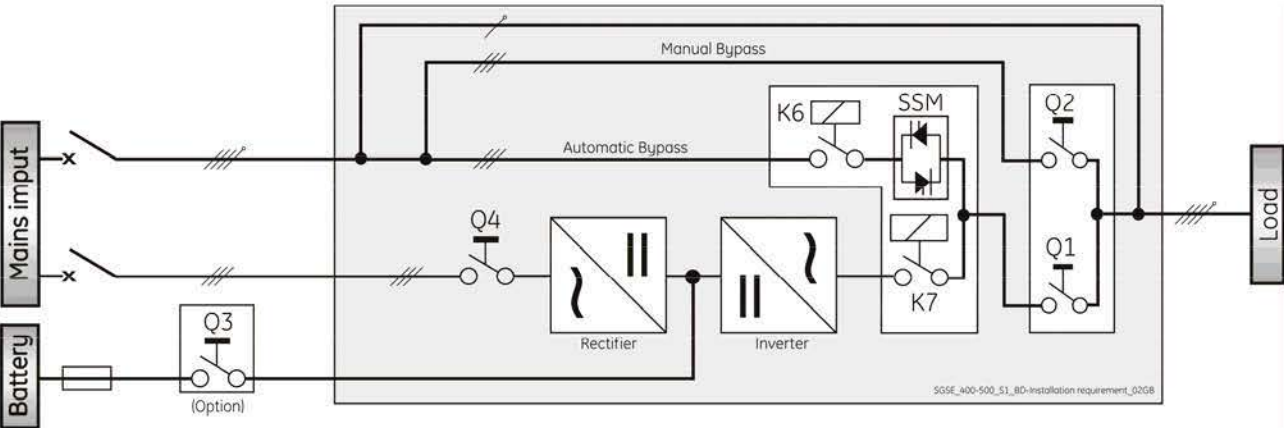 Manual Bypass
K6
SSM
Q2
Automatic Bypass
Mains imput
Q4
Q1
Load
K7
Q3
Rectifier
Inverter
Battery
(Option)
SGSE_400-500_S1_BD-Installation requirement_02GB